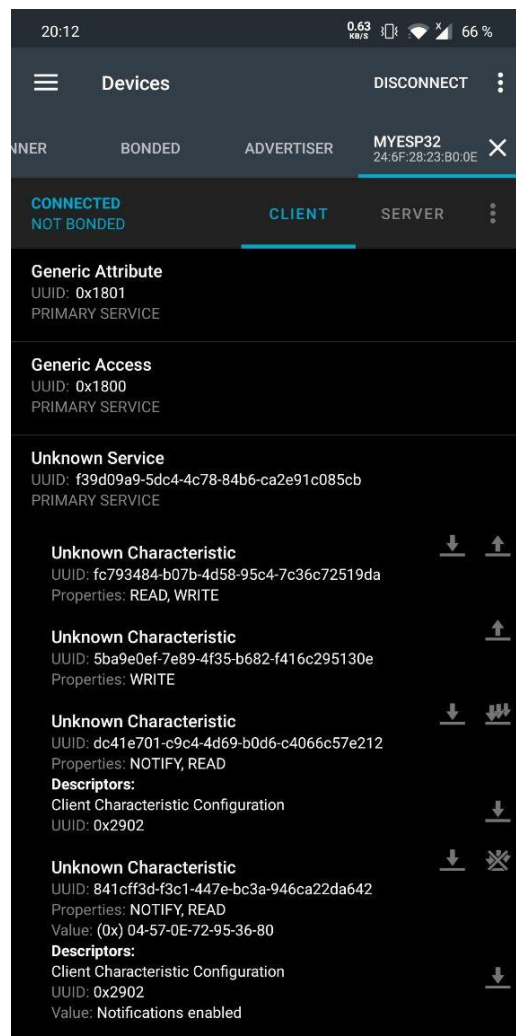 20:12 0.63 KB/S 66 %
Devices DISCONNECT
NNER BONDED ADVERTISER MYESP32
24:6F:28:23:B0:0E
CONNECTED CLIENT SERVER
NOT BONDED
Generic Attribute
UUID: 0x1801
PRIMARY SERVICE
Generic Access
UUID: 0x1800
PRIMARY SERVICE
Unknown Service
UUID: f39d09a9-5dc4-4c78-84b6-ca2e91c085cb
PRIMARY SERVICE
Unknown Characteristic
UUID: fc793484-b07b-4d58-95c4-7c36c72519da
Properties: READ, WRITE
Unknown Characteristic
UUID: 5ba9e0ef-7e89-4f35-b682-f416c295130e
Properties: WRITE
Unknown Characteristic
UUID: dc41e701-c9c4-4d69-b0d6-c4066c57e212
Properties: NOTIFY, READ
Descriptors:
Client Characteristic Configuration
UUID: 0x2902
Unknown Characteristic
UUID: 841cff3d-f3c1-447e-bc3a-946ca22da642
Properties: NOTIFY, READ
Value: (0x) 04-57-0E-72-95-36-80
Descriptors:
Client Characteristic Configuration
UUID: 0x2902
Value: Notifications enabled